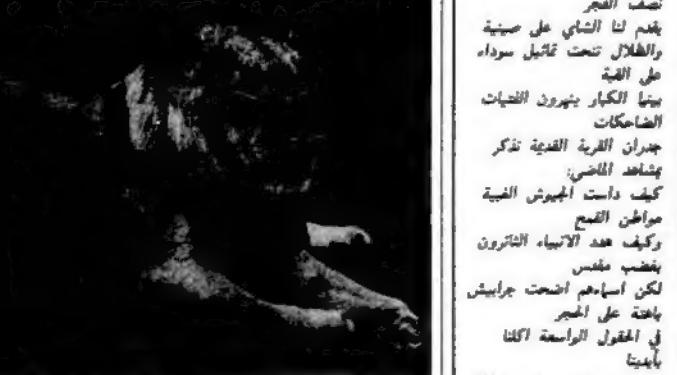 نصف الفجر
يقدم لنا الشاي على صينية
والظلال تنحت تماثيل سوداء
على القبة
بينما الكبار ينهرون الفتيات
الضاحكات
جدران القرية القديمة تذكر
بمشاهد الماضي:
كيف داست الجيوش الغبية
مواطن القمح
وكيف هدد الانبياء الثائرون
بغضب مقدس
لكن اسماءهم اضحت خرابيش
باهتة على الحجر
في الحقول الواسعة اكلنا
بأيدينا